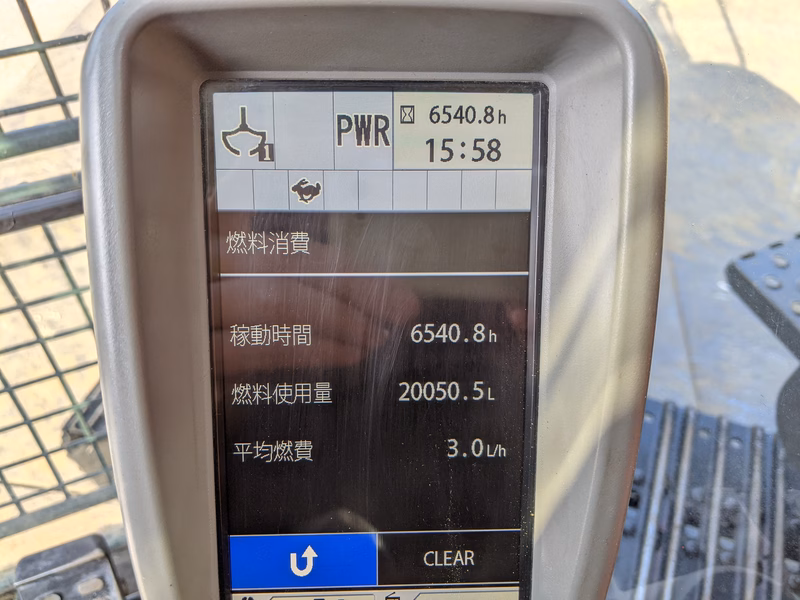 1
PWR
6540.8h
15:58
燃料消費
稼動時間 6540.8h
燃料使用量 20050.5L
平均燃費 3.0L/h
CLEAR